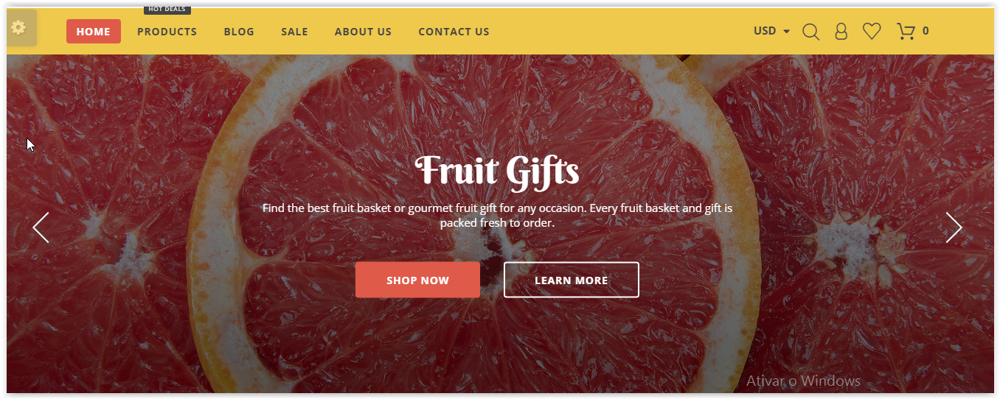 HOT DEALS
HOME PRODUCTS BLOG SALE ABOUT US CONTACT US USD 0
Fruit Gifts
Find the best fruit basket or gourmet fruit gift for any occasion. Every fruit basket and gift is
packed fresh to order.
SHOP NOW LEARN MORE
Ativar o Windows